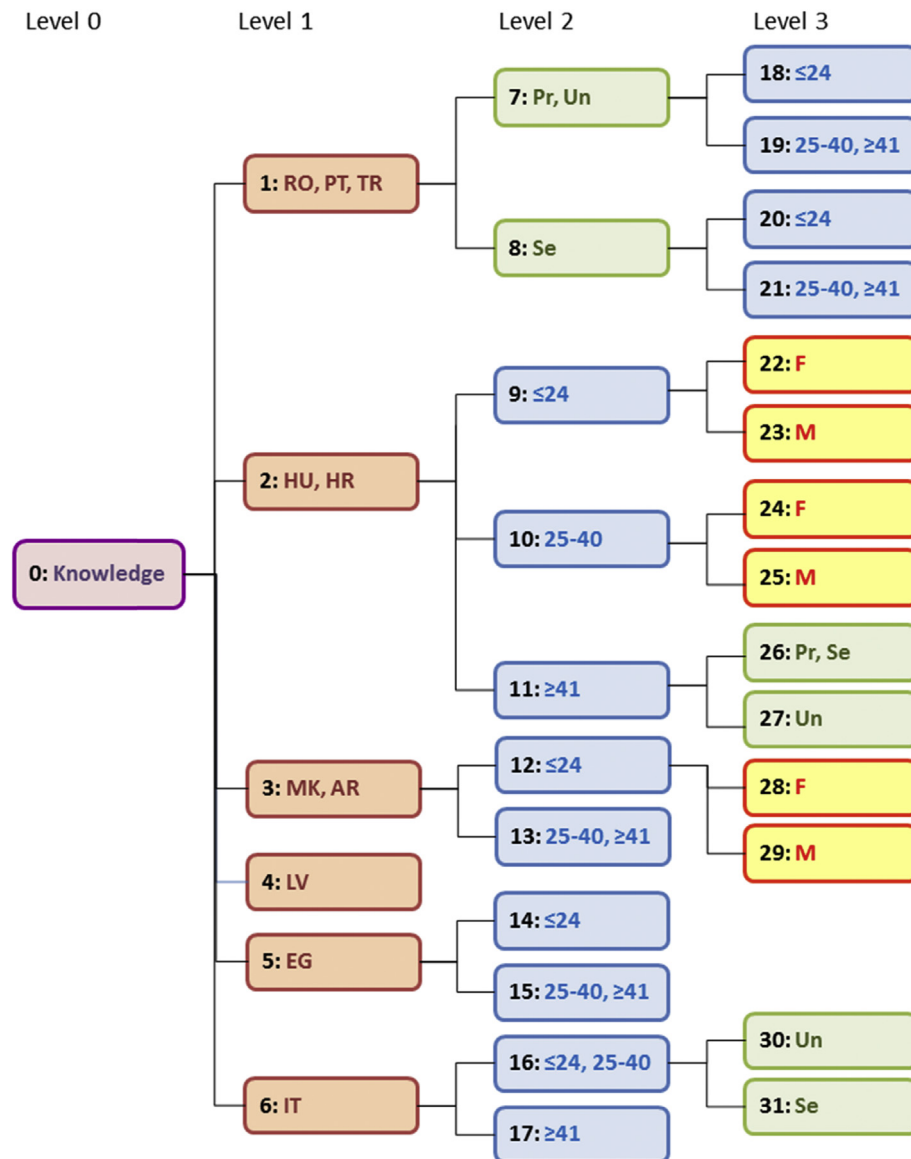 Level 0 Level 1 Level 2 Level 3
0: Knowledge
1: RO, PT, TR
2: HU, HR
3: MK, AR
4: LV
5: EG
6: IT
7: Pr, Un
8: Se
9: ≤24
10: 25-40
11: ≥41
12: ≤24
13: 25-40, ≥41
14: ≤24
15: 25-40, ≥41
16: ≤24, 25-40
17: ≥41
18: ≤24
19: 25-40, ≥41
20: ≤24
21: 25-40, ≥41
22: F
23: M
24: F
25: M
26: Pr, Se
27: Un
28: F
29: M
30: Un
31: Se